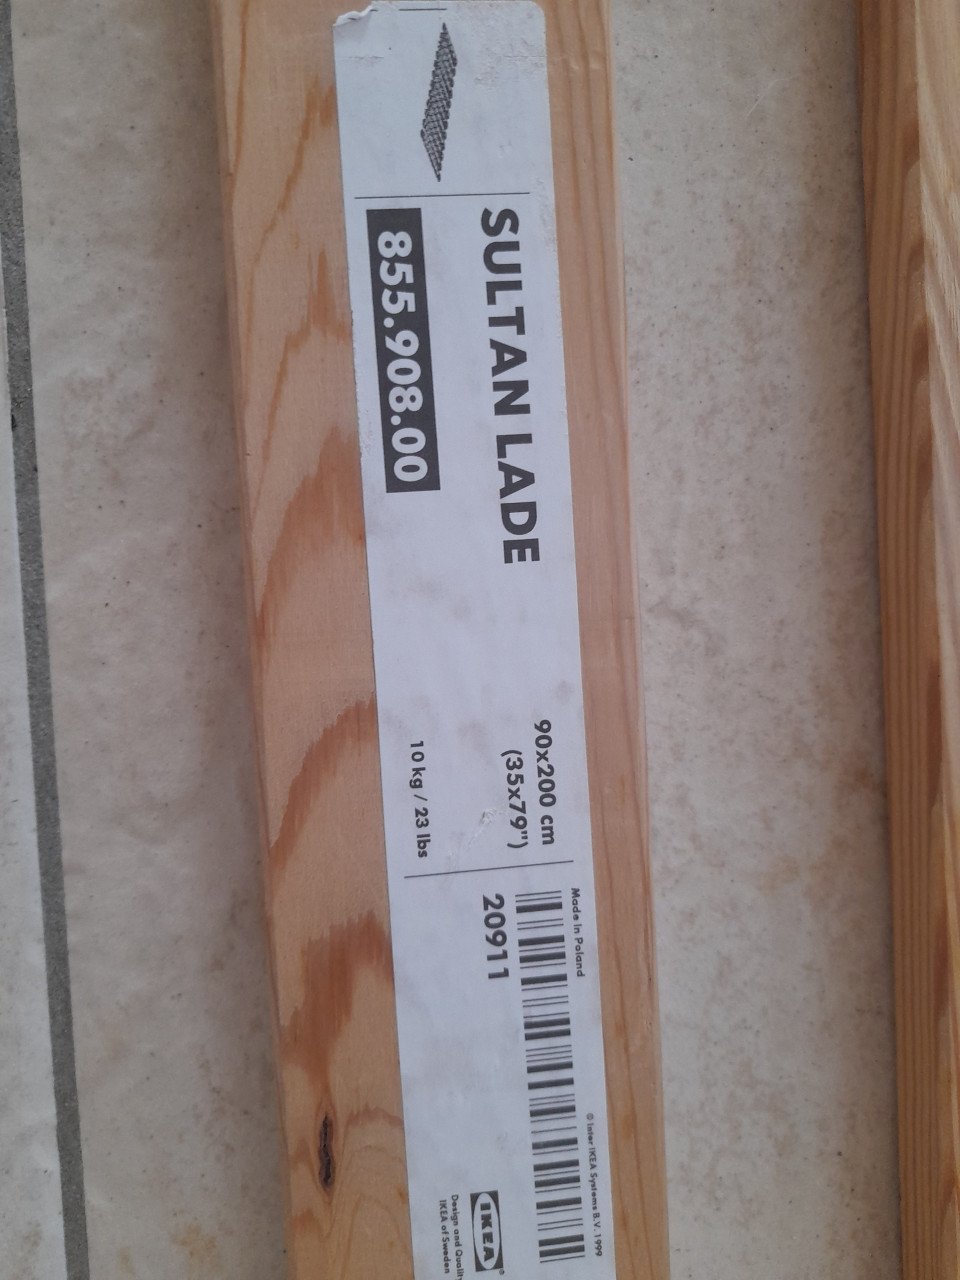 SULTAN LADE
855.908.00
90x200 cm
(35x79")
10 kg / 23 lbs
Made in Poland
20911
© Inter IKEA Systems B.V. 1999
IKEA®
Design and Quality
IKEA of Sweden